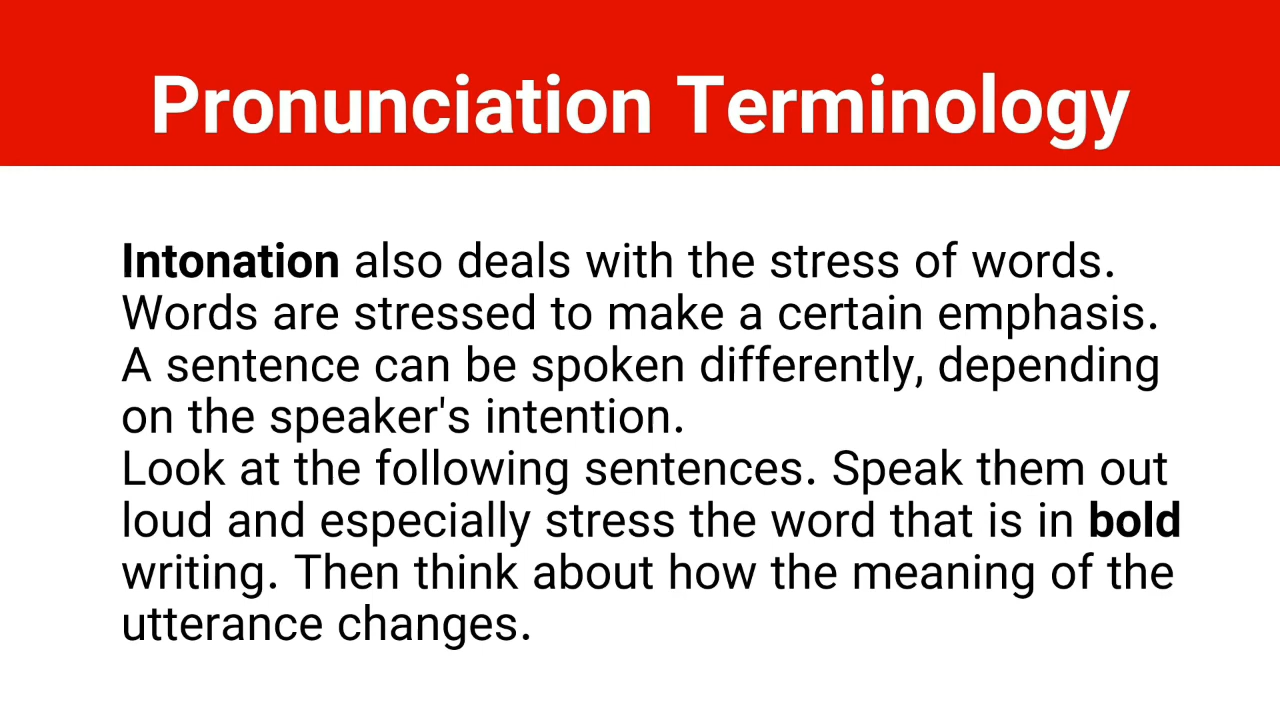 Pronunciation Terminology
Intonation also deals with the stress of words.
Words are stressed to make a certain emphasis.
A sentence can be spoken differently, depending
on the speaker's intention.
Look at the following sentences. Speak them out
loud and especially stress the word that is in bold
writing. Then think about how the meaning of the
utterance changes.